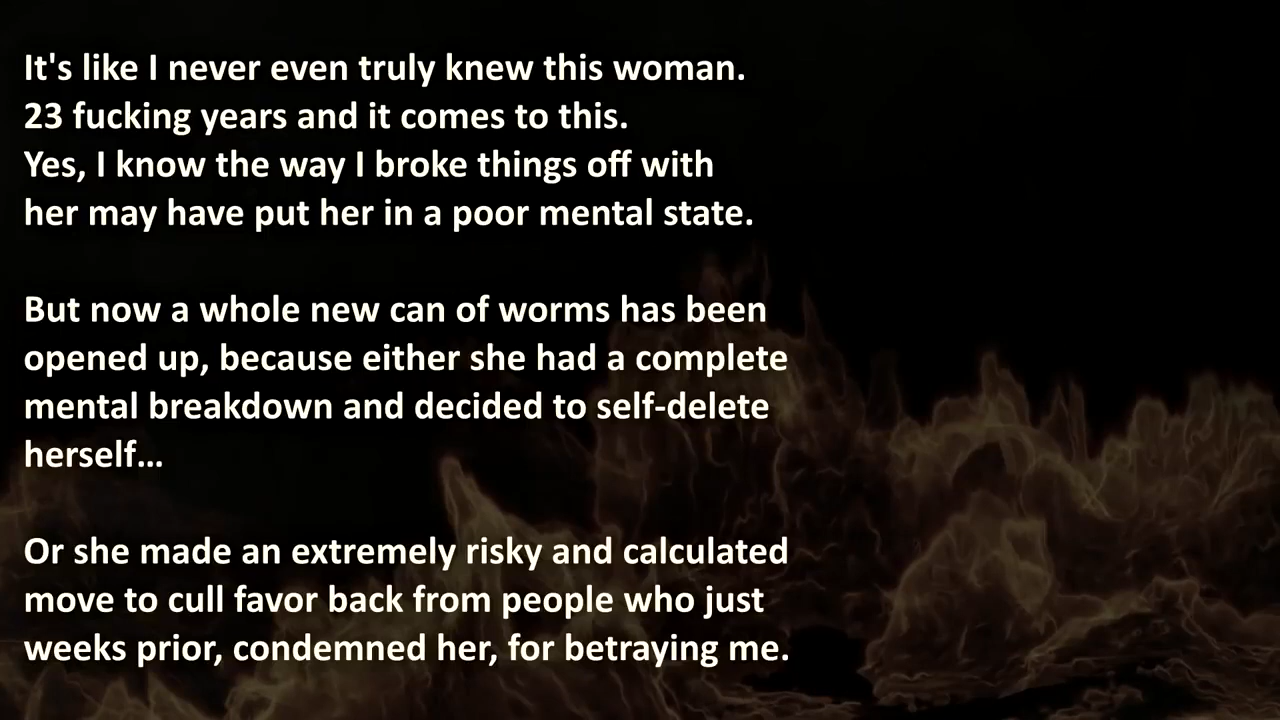 It's like I never even truly knew this woman.
23 fucking years and it comes to this.
Yes, I know the way I broke things off with
her may have put her in a poor mental state.
But now a whole new can of worms has been
opened up, because either she had a complete
mental breakdown and decided to self-delete
herself…
Or she made an extremely risky and calculated
move to cull favor back from people who just
weeks prior, condemned her, for betraying me.